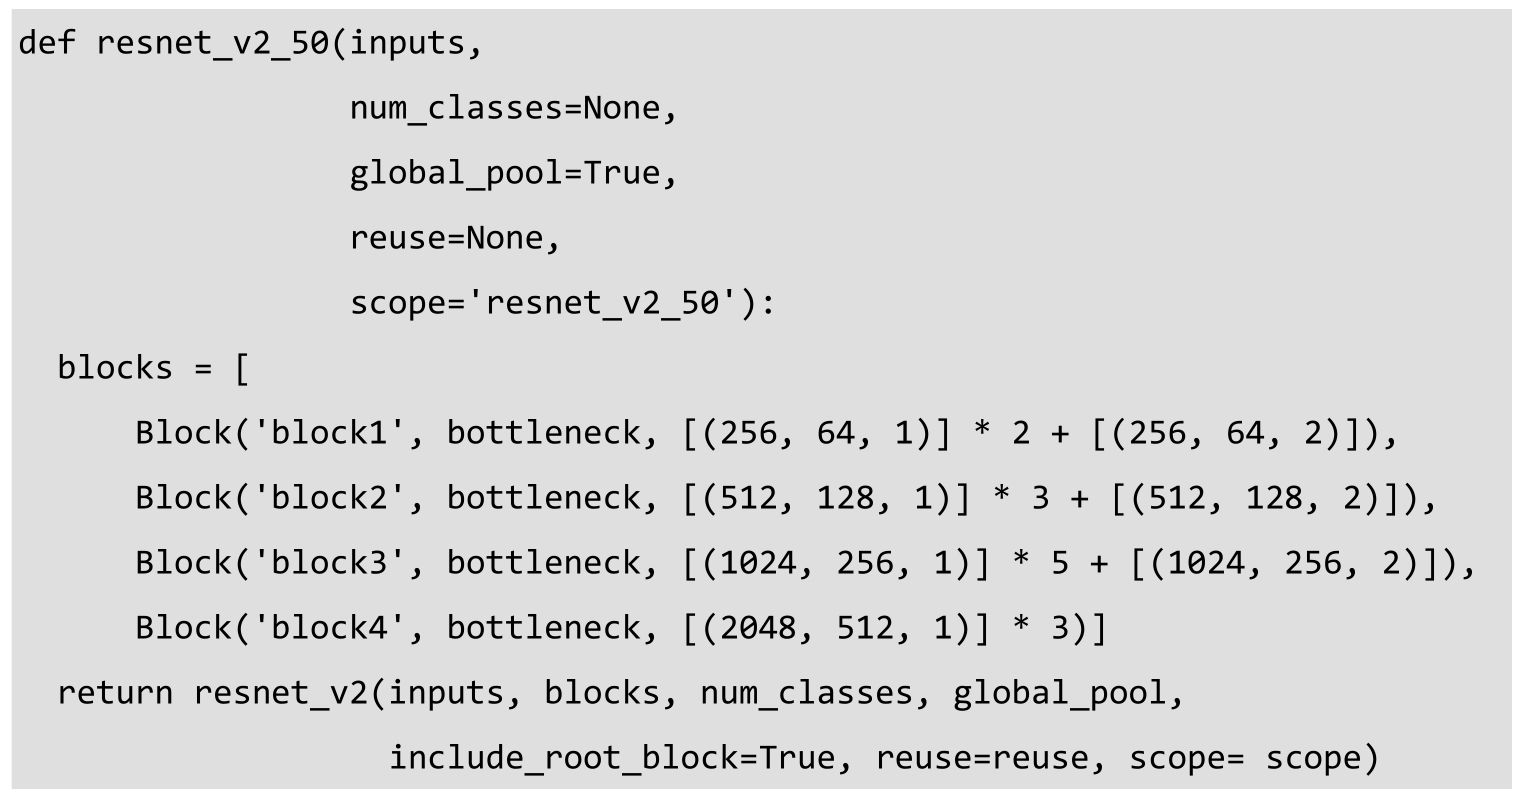 def resnet_v2_50(inputs,
                 num_classes=None,
                 global_pool=True,
                 reuse=None,
                 scope='resnet_v2_50'):
  blocks = [
      Block('block1', bottleneck, [(256, 64, 1)] * 2 + [(256, 64, 2)]),
      Block('block2', bottleneck, [(512, 128, 1)] * 3 + [(512, 128, 2)]),
      Block('block3', bottleneck, [(1024, 256, 1)] * 5 + [(1024, 256, 2)]),
      Block('block4', bottleneck, [(2048, 512, 1)] * 3)]
  return resnet_v2(inputs, blocks, num_classes, global_pool,
                   include_root_block=True, reuse=reuse, scope= scope)